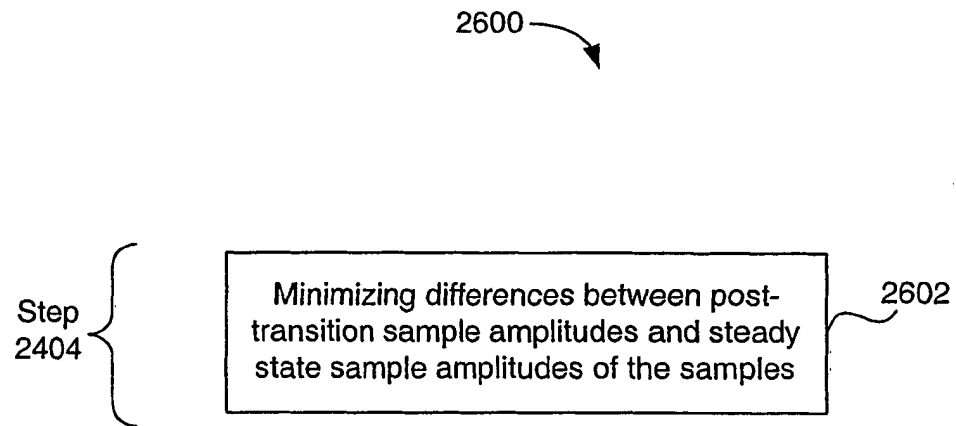 2600
Step
2404
Minimizing differences between post-
transition sample amplitudes and steady
state sample amplitudes of the samples
2602